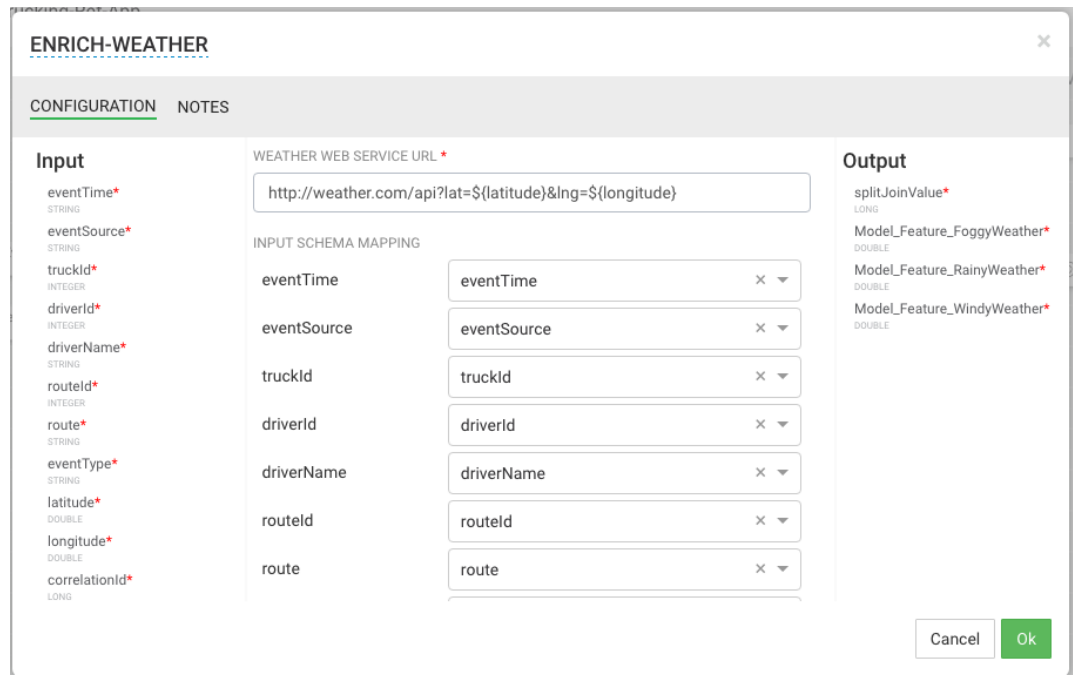 ENRICH-WEATHER
×
CONFIGURATION NOTES
Input
eventTime*
STRING
eventSource*
STRING
truckId*
INTEGER
driverId*
INTEGER
driverName*
STRING
routeId*
INTEGER
route*
STRING
eventType*
STRING
latitude*
DOUBLE
longitude*
DOUBLE
correlationId*
LONG
WEATHER WEB SERVICE URL *
http://weather.com/api?lat=${latitude}&lng=${longitude}
INPUT SCHEMA MAPPING
eventTime eventTime ×
eventSource eventSource ×
truckId truckId ×
driverId driverId ×
driverName driverName ×
routeId routeId ×
route route ×
Output
splitJoinValue*
LONG
Model_Feature_FoggyWeather*
DOUBLE
Model_Feature_RainyWeather*
DOUBLE
Model_Feature_WindyWeather*
DOUBLE
Cancel Ok